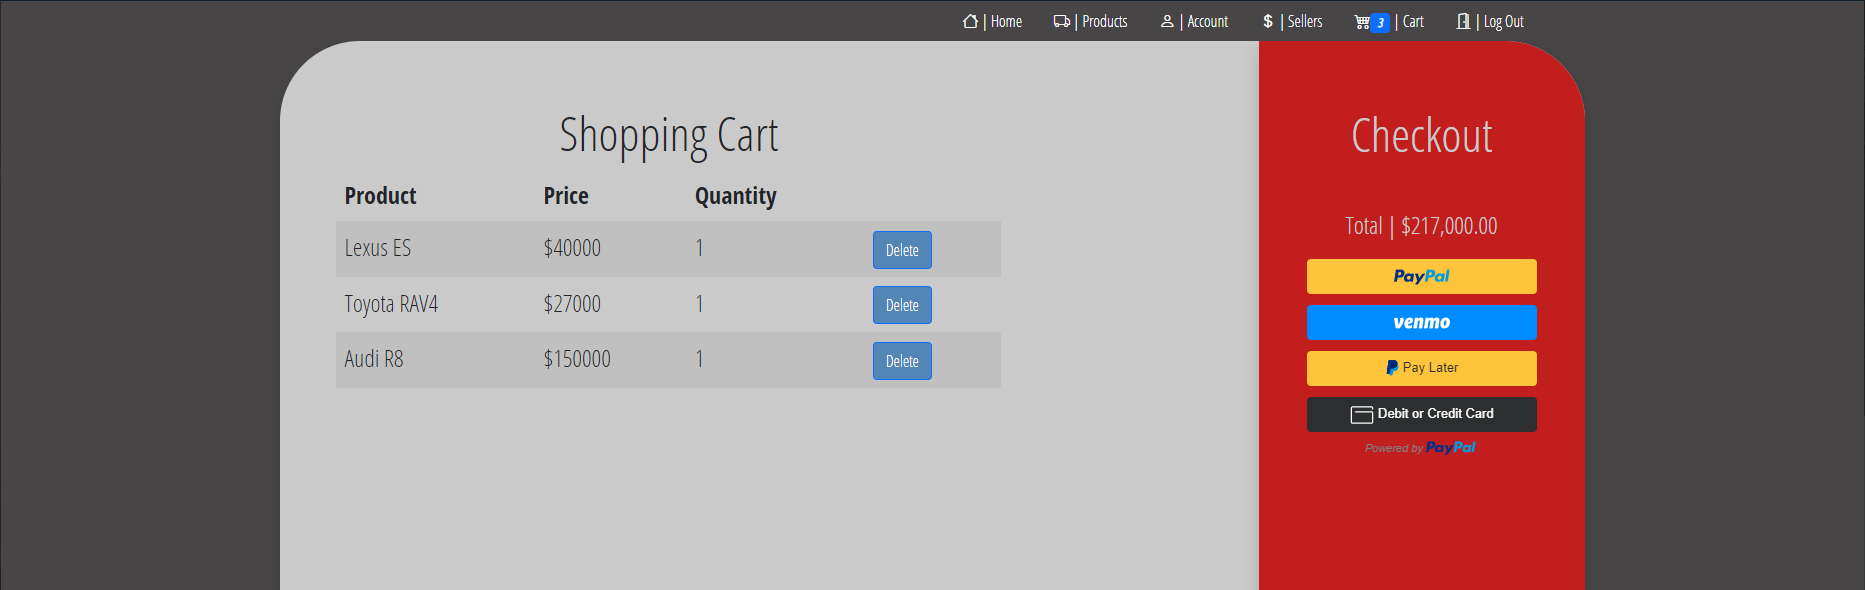 | Home | Products | Account $ | Sellers 3 | Cart | Log Out
Shopping Cart
Product Price Quantity
Lexus ES $40000 1 Delete
Toyota RAV4 $27000 1 Delete
Audi R8 $150000 1 Delete
Checkout
Total | $217,000.00
PayPal
venmo
Pay Later
Debit or Credit Card
Powered by PayPal